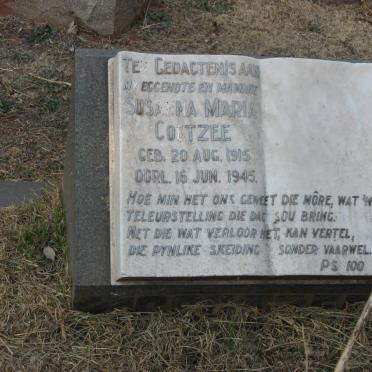 TER GEDAGTENIS AAN
MY EGGENOTE EN MAMMIE
SUSANNA MARIA
COETZEE
GEB. 20 AUG. 1915
OORL. 16 JUN. 1945.
HOE MIN HET ONS GEWEET DIE MÔRE, WAT 'N
TELEURSTELLING DIE DAG SOU BRING.
NET DIE WAT VERLOOR HET, KAN VERTEL,
DIE PYNLIKE SKEIDING SONDER VAARWEL.
PS 100